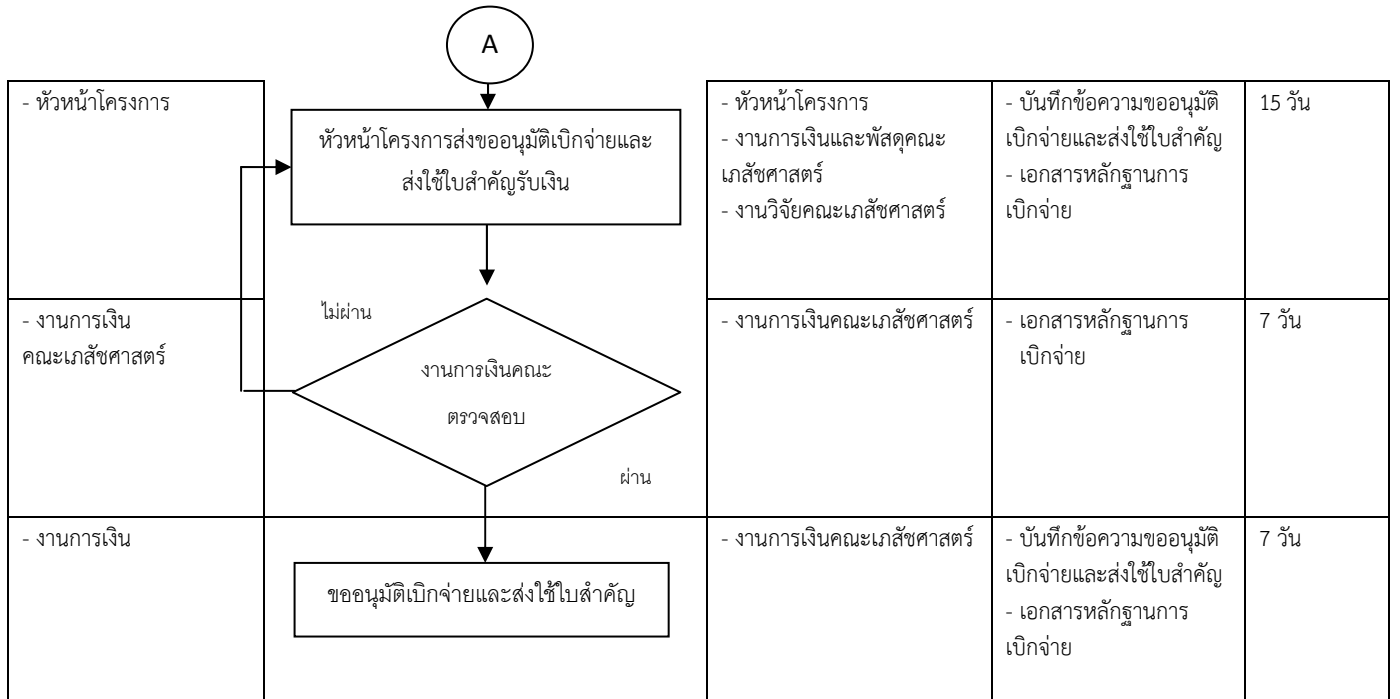 A
- หัวหน้าโครงการ
หัวหน้าโครงการส่งขออนุมัติเบิกจ่ายและ
ส่งใช้ใบสำคัญรับเงิน
- หัวหน้าโครงการ
- งานการเงินและพัสดุคณะ
เภสัชศาสตร์
- งานวิจัยคณะเภสัชศาสตร์
- บันทึกข้อความขออนุมัติ
เบิกจ่ายและส่งใช้ใบสำคัญ
- เอกสารหลักฐานการ
เบิกจ่าย
15 วัน
- งานการเงิน
คณะเภสัชศาสตร์
ไม่ผ่าน
งานการเงินคณะ
ตรวจสอบ
ผ่าน
- งานการเงินคณะเภสัชศาสตร์
- เอกสารหลักฐานการ
เบิกจ่าย
7 วัน
- งานการเงิน
ขออนุมัติเบิกจ่ายและส่งใช้ใบสำคัญ
- งานการเงินคณะเภสัชศาสตร์
- บันทึกข้อความขออนุมัติ
เบิกจ่ายและส่งใช้ใบสำคัญ
- เอกสารหลักฐานการ
เบิกจ่าย
7 วัน